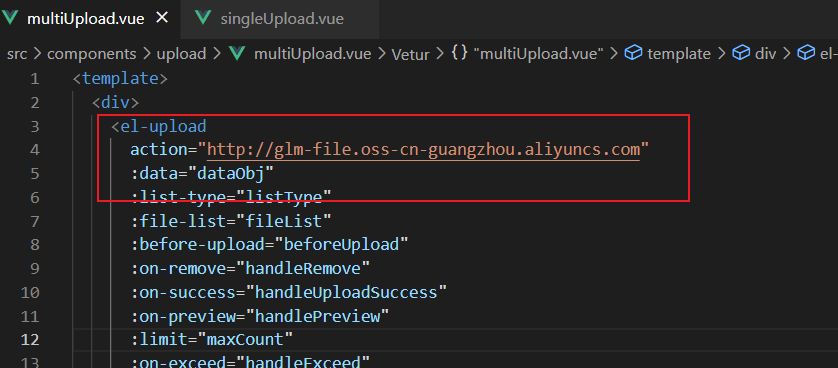 multiUpload.vue × singleUpload.vue
src > components > upload > multiUpload.vue > Vetur > {} "multiUpload.vue" > template > div > el-
1 <template>
2 <div>
3 <el-upload
4 action="http://glm-file.oss-cn-guangzhou.aliyuncs.com"
5 :data="dataObj"
6 :list-type="listType"
7 :file-list="fileList"
8 :before-upload="beforeUpload"
9 :on-remove="handleRemove"
10 :on-success="handleUploadSuccess"
11 :on-preview="handlePreview"
12 :limit="maxCount"
13 :on-exceed="handleExceed"